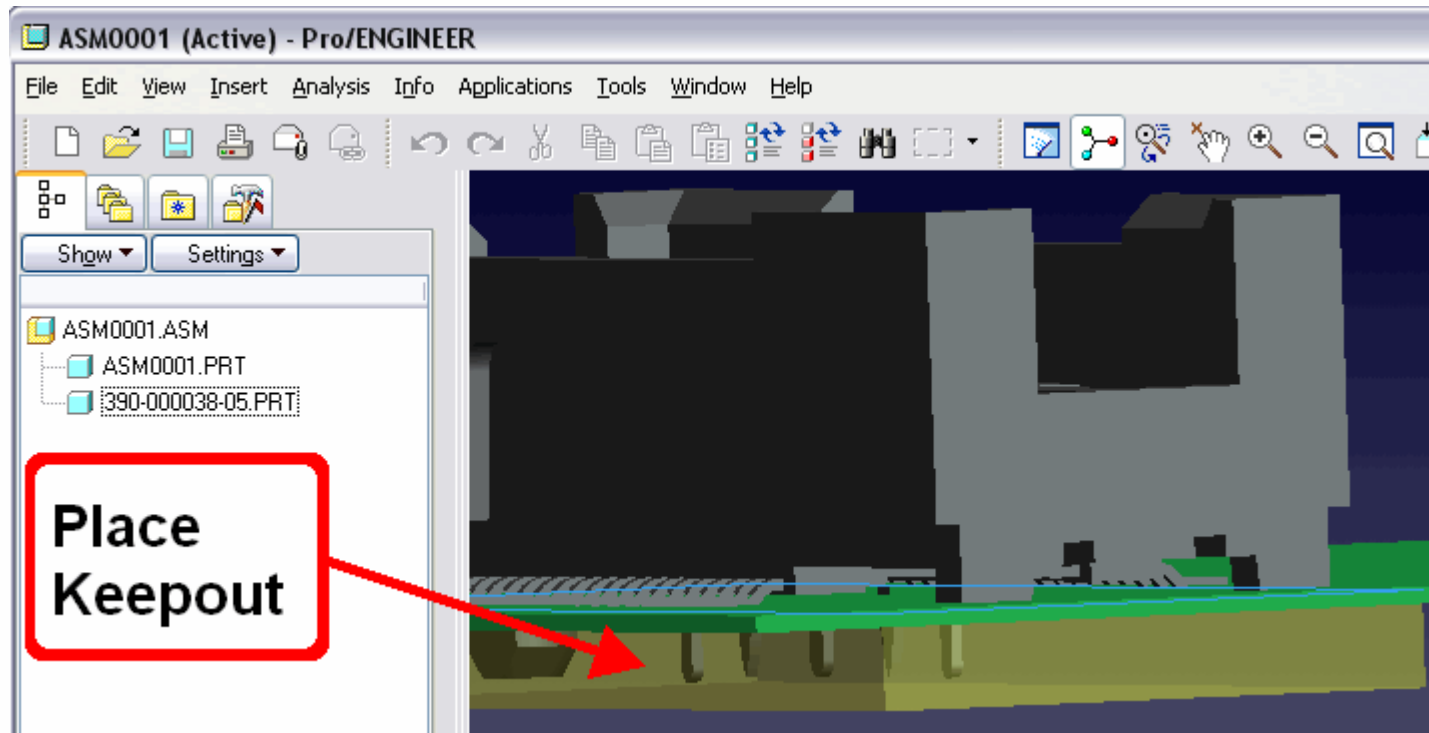 ASM0001 (Active) - Pro/ENGINEER
File Edit View Insert Analysis Info Applications Tools Window Help
Show Settings
ASM0001.ASM
ASM0001.PRT
390-000038-05.PRT
Place
Keepout